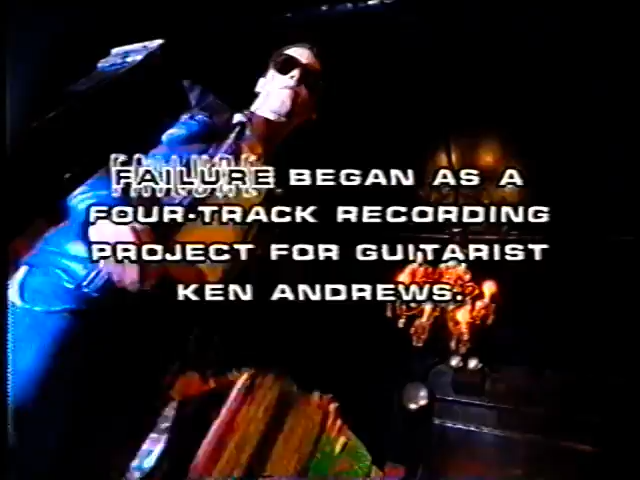 FAILURE BEGAN AS A
FOUR-TRACK RECORDING
PROJECT FOR GUITARIST
KEN ANDREWS.